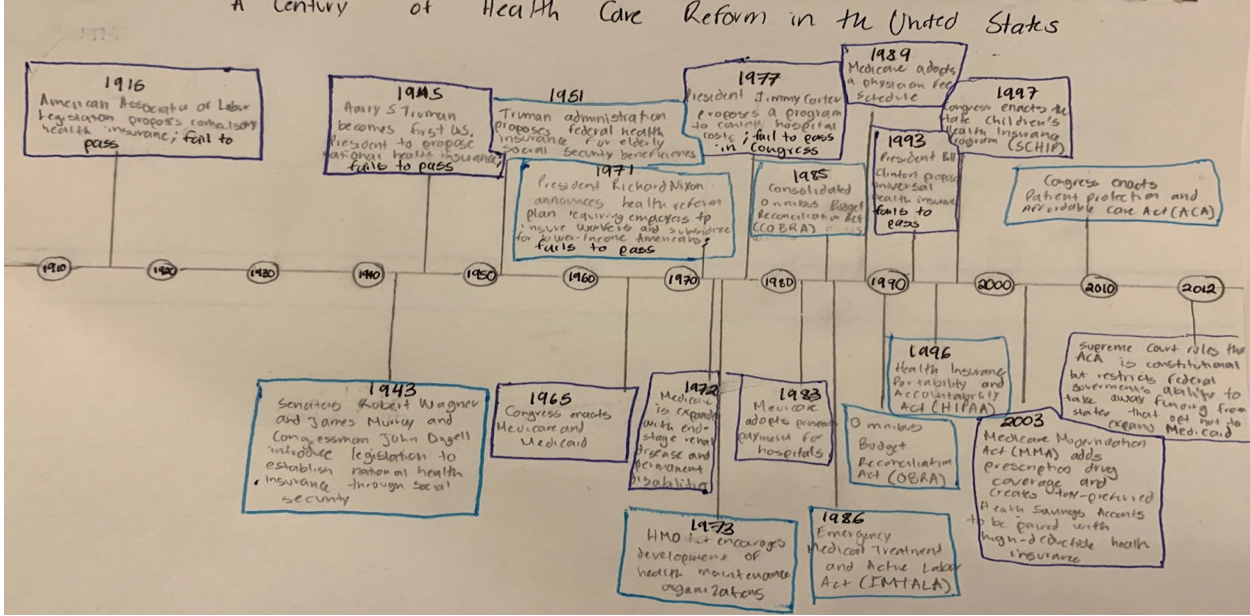 A Century of Health Care Reform in the United States
1915
American Associatio of Labor
legislation proposes
health insurance; fail to
pass
1945
Harry S Truman
becomes first U.S.
President to propose
national health insurance;
fails to pass
1951
Truman administration
proposes federal health
insurance for elderly
social security beneficiaries
1971
President Richard Nixon
announces health reform
plan requiring employers to
insure workers and subsidize
for lower-income Americans;
fails to pass
1977
President Jimmy Carter
proposes a program
to control hospital
costs; fail to pass
in Congress
1985
Consolidated
Omnibus Budget
Reconciliation Act
(COBRA)
1989
Medicare adopts
a physician fee
schedule
1993
President Bill
Clinton propose
universal
health insurance
fails to
pass
1997
Congress enacts the
State Children's
Health Insurance
Program (SCHIP)
Congress enacts
Patient protection and
Affordable Care Act (ACA)
1910
1920
1930
1940
1950
1960
1970
1980
1990
2000
2010
2012
1943
Senators Robert Wagner
and James Murray and
Congressman John Dingell
introduce legislation to
establish national health
insurance through social
security
1965
Congress enacts
Medicare and
Medicaid
1972
Medicare
is expand
with end-
stage renal
disease and
permanent
disabilities
1973
HMO encourages
development of
health maintenance
organizations
1983
Medicare
adopts
payment for
hospitals
1986
Emergency
Medical Treatment
and Active Labor
Act (IMTALA)
Omnibus
Budget
Reconciliation
Act (OBRA)
1996
Health Insurance
Portability and
Accountability
Act (HIPAA)
2003
Medicare Modernization
Act (MMA) adds
prescription drug
coverage and
creates tax-preferred
Health Savings Accounts
to be paired with
high-deductible health
insurance
Supreme Court rules
ACA is constitutional
but restricts federal
governments ability to
take away funding from
states that opt not to
expand Medicaid